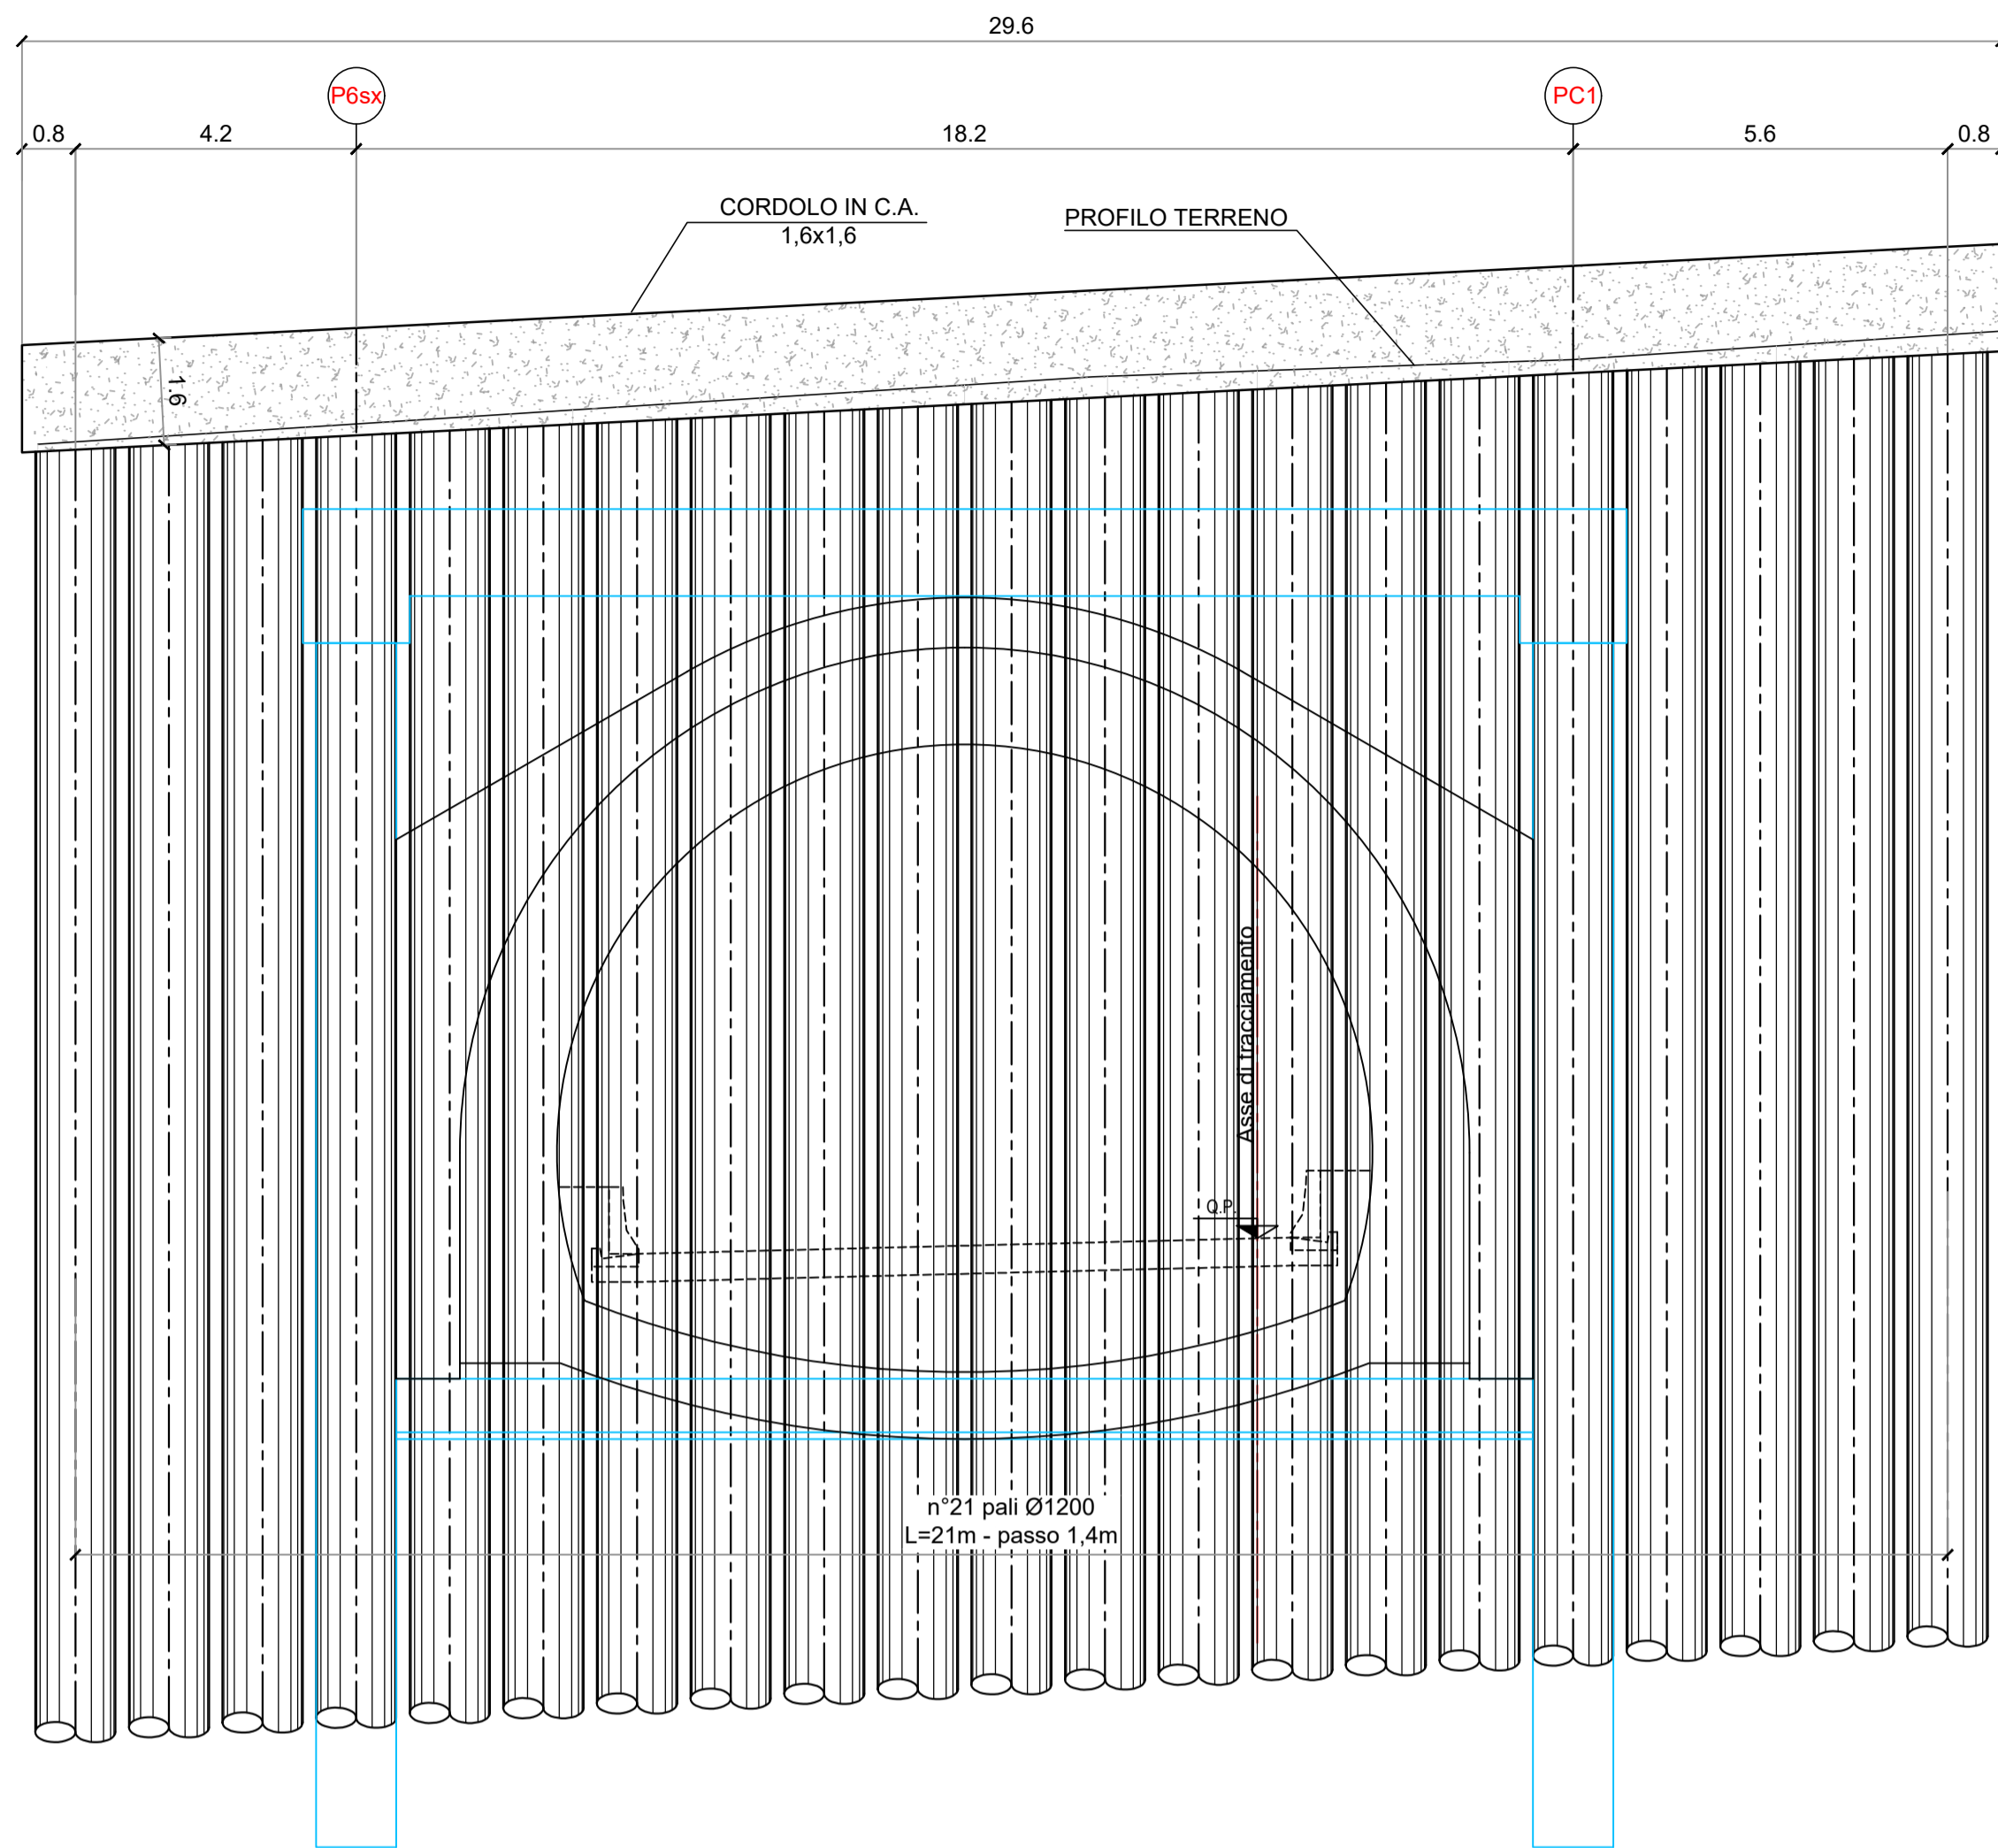 29.6
P6sx
PC1
0.8
4.2
18.2
5.6
0.8
CORDOLO IN C.A.
1,6x1,6
PROFILO TERRENO
1.6
Asse di tracciamento
Q.P.
n°21 pali Ø1200
L=21m - passo 1,4m